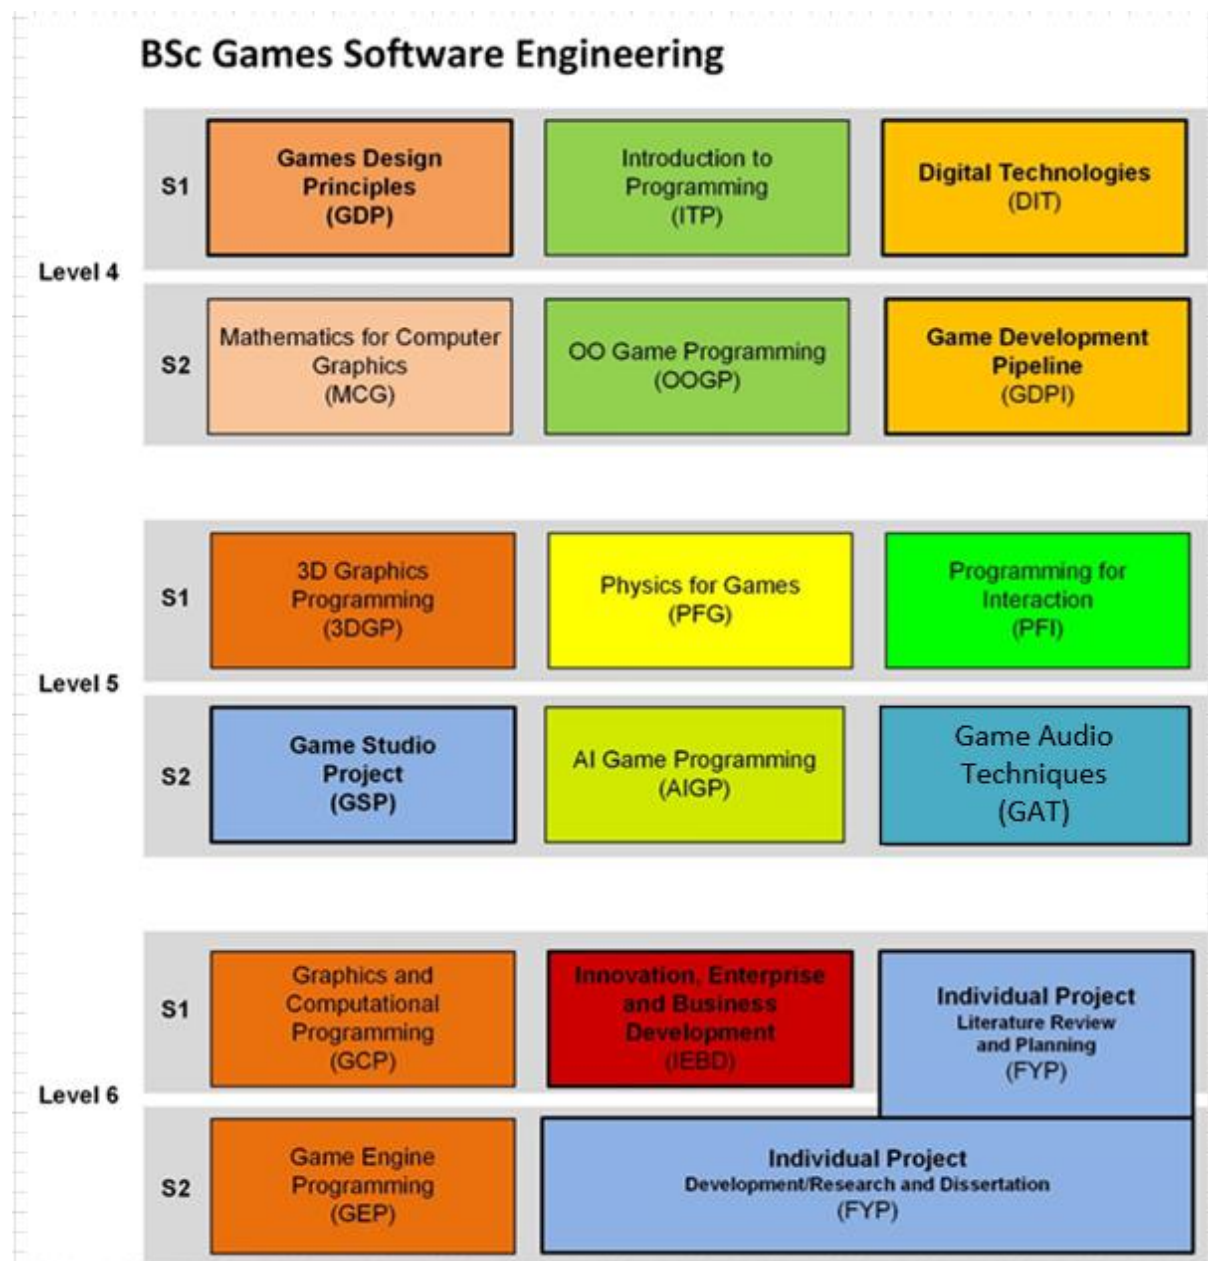 BSc Games Software Engineering
Level 4
S1
Games Design
Principles
(GDP)
Introduction to
Programming
(ITP)
Digital Technologies
(DIT)
S2
Mathematics for Computer
Graphics
(MCG)
OO Game Programming
(OOGP)
Game Development
Pipeline
(GDPI)
Level 5
S1
3D Graphics
Programming
(3DGP)
Physics for Games
(PFG)
Programming for
Interaction
(PFI)
S2
Game Studio
Project
(GSP)
AI Game Programming
(AIGP)
Game Audio
Techniques
(GAT)
Level 6
S1
Graphics and
Computational
Programming
(GCP)
Innovation, Enterprise
and Business
Development
(IEBD)
Individual Project
Literature Review
and Planning
(FYP)
S2
Game Engine
Programming
(GEP)
Individual Project
Development/Research and Dissertation
(FYP)